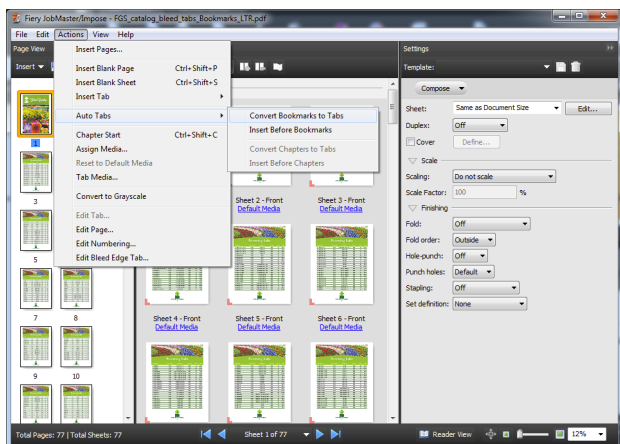 Fiery JobMaster/Impose - FGS_catalog_bleed_tabs_Bookmarks_LTR.pdf
File Edit Actions View Help
Page View
Settings
Insert
Template:
Insert Pages...
Insert Blank Page Ctrl+Shift+P
Insert Blank Sheet Ctrl+Shift+S
Insert Tab
Auto Tabs
Chapter Start Ctrl+Shift+C
Assign Media...
Reset to Default Media
Tab Media...
Convert to Grayscale
Edit Tab...
Edit Page...
Edit Numbering...
Edit Bleed Edge Tab...
Convert Bookmarks to Tabs
Insert Before Bookmarks
Convert Chapters to Tabs
Insert Before Chapters
Compose
Sheet: Same as Document Size Edit...
Duplex: Off
Cover Define...
Scale
Scaling: Do not scale
Scale Factor: 100 %
Finishing
Fold: Off
Fold order: Outside
Hole-punch: Off
Punch holes: Default
Stapling: Off
Set definition: None
1
3
5
7 8
9 10
Sheet 2 - Front
Default Media
Sheet 3 - Front
Default Media
Sheet 4 - Front
Default Media
Sheet 5 - Front
Default Media
Sheet 6 - Front
Default Media
Total Pages: 77 | Total Sheets: 77
Sheet 1 of 77
Reader View
12%